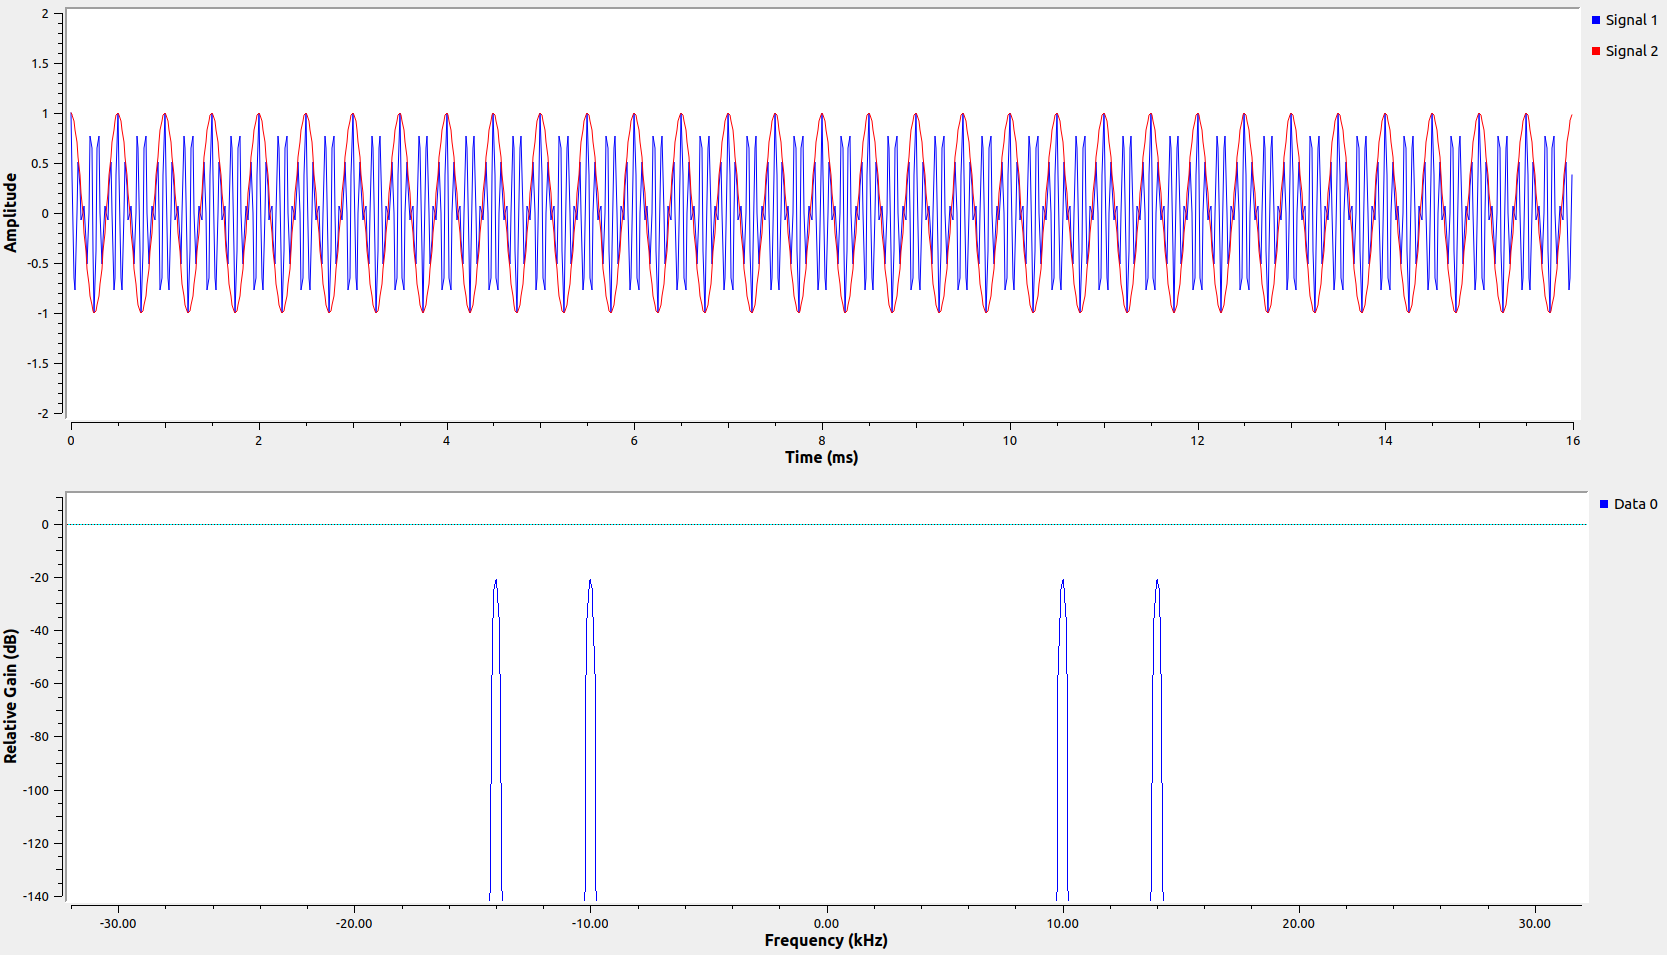 2
1.5
1
0.5
0
-0.5
-1
-1.5
-2
Amplitude
0 2 4 6 8 10 12 14 16
Time (ms)
Signal 1
Signal 2
0
-20
-40
-60
-80
-100
-120
-140
Relative Gain (dB)
-30.00 -20.00 -10.00 0.00 10.00 20.00 30.00
Frequency (kHz)
Data 0